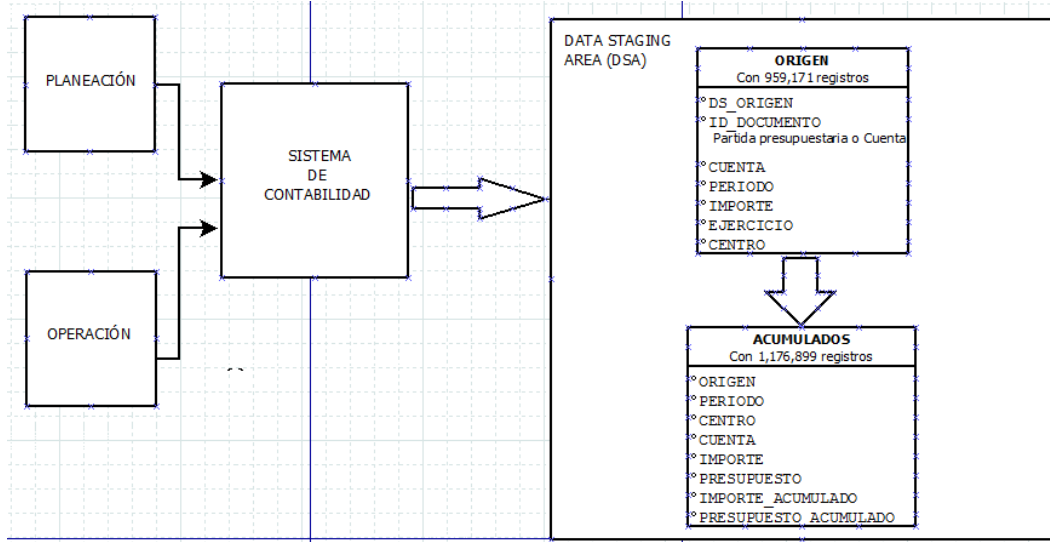 PLANEACIÓN
OPERACIÓN
SISTEMA
DE
CONTABILIDAD
DATA STAGING
AREA (DSA)
ORIGEN
Con 959,171 registros
DS_ORIGEN
ID_DOCUMENTO
Partida presupuestaria o Cuenta
CUENTA
PERIODO
IMPORTE
EJERCICIO
CENTRO
ACUMULADOS
Con 1,176,899 registros
ORIGEN
PERIODO
CENTRO
CUENTA
IMPORTE
PRESUPUESTO
IMPORTE_ACUMULADO
PRESUPUESTO_ACUMULADO